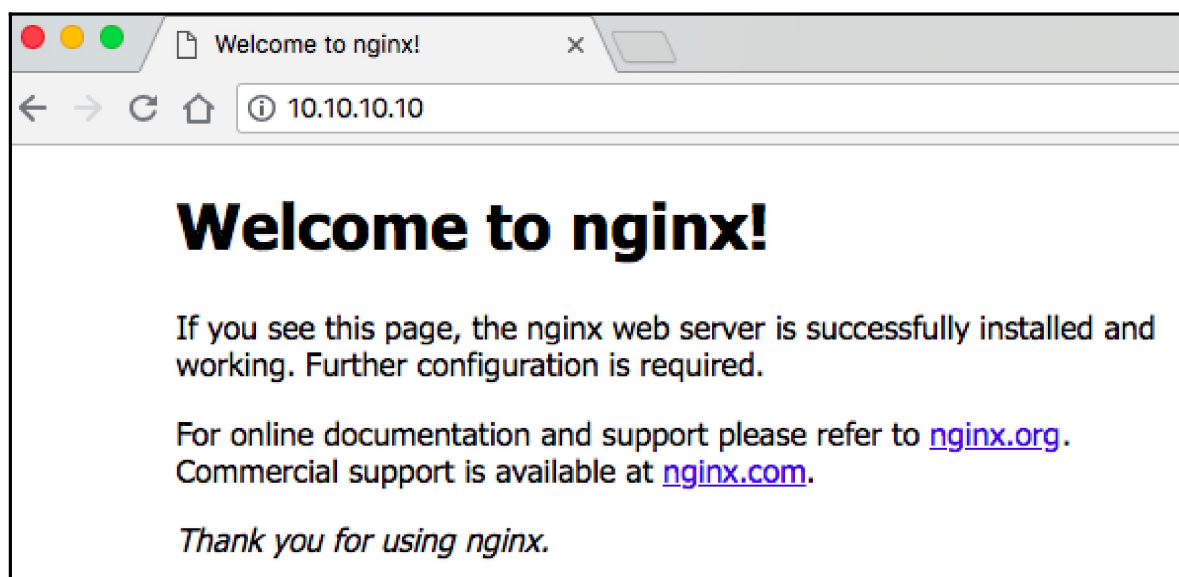 Welcome to nginx!
10.10.10.10
Welcome to nginx!
If you see this page, the nginx web server is successfully installed and
working. Further configuration is required.
For online documentation and support please refer to nginx.org.
Commercial support is available at nginx.com.
Thank you for using nginx.